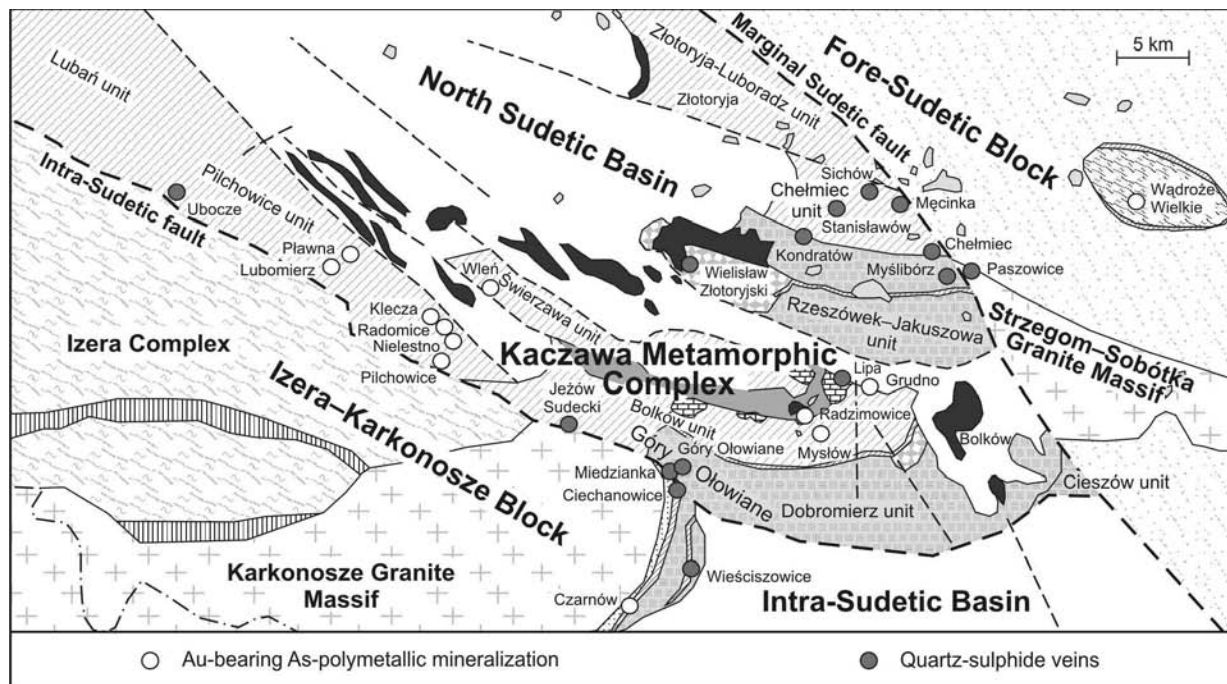 5 km
Fore-Sudetic Block
Marginal Sudetic fault
Złotoryja-Luboradz unit
Złotoryja
Lubań unit
North Sudetic Basin
Intra-Sudetic fault
Pilchowice unit
Ubocze
Sichów
Chełmiec
unit
Męcinka
Stanisławów
Wądroże
Wielkie
Pławna
Lubomierz
Wleń
Świerzawa unit
Wielisław
Złotoryjski
Kondratów
Chełmiec
Myślibórz
Paszowice
Klecza
Radomice
Nielestno
Pilchowice
Rzeszówek–Jakuszowa
unit
Strzegom–Sobótka
Granite Massif
Izera Complex
Kaczawa Metamorphic
Complex
Lipa
Grudno
Izera–Karkonosze Block
Jeżów
Sudecki
Bolków unit
Radzimowice
Mysłów
Bolków
Góry Ołowiane
Góry Ołowiane
Miedzianka
Ciechanowice
Cieszów unit
Dobromierz unit
Karkonosze Granite
Massif
Wieściszowice
Czarnów
Intra-Sudetic Basin
Au-bearing As-polymetallic mineralization
Quartz-sulphide veins